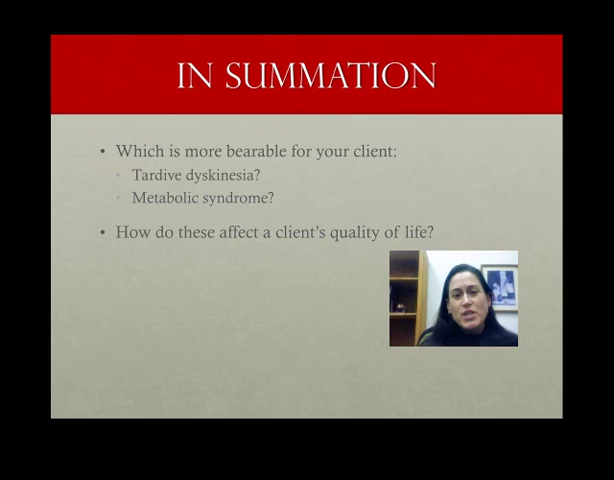 IN SUMMATION
• Which is more bearable for your client:
• Tardive dyskinesia?
• Metabolic syndrome?
• How do these affect a client's quality of life?